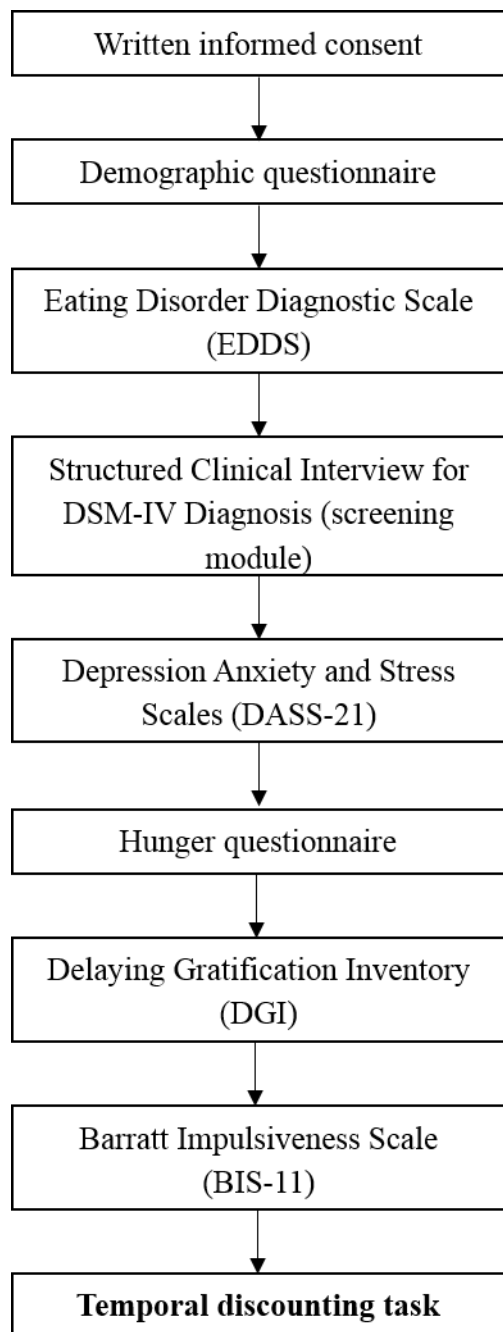 Written informed consent
Demographic questionnaire
Eating Disorder Diagnostic Scale
(EDDS)
Structured Clinical Interview for
DSM-IV Diagnosis (screening
module)
Depression Anxiety and Stress
Scales (DASS-21)
Hunger questionnaire
Delaying Gratification Inventory
(DGI)
Barratt Impulsiveness Scale
(BIS-11)
Temporal discounting task